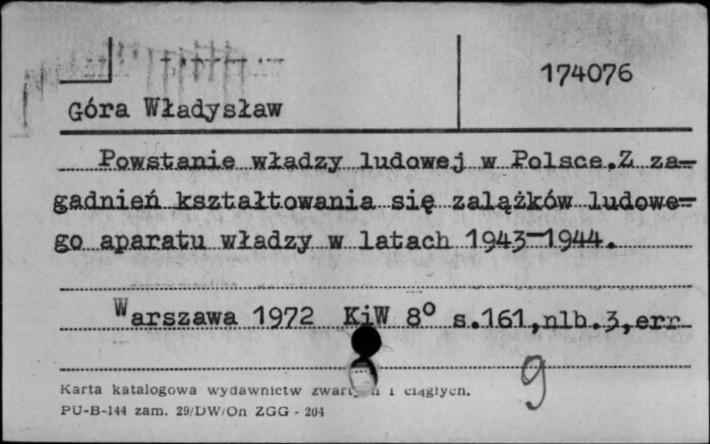 174076
Góra Władysław
Powstanie władzy ludowej w Polsce.Z za=
gadnień kształtowania się zalążków ludowe=
go aparatu władzy w latach 1943-1944.
Warszawa 1972 KiW 8° s.161,nlb.3,err
9
Karta katalogowa wydawnictw i ciągłych.
PU-B-144 zam. 29/DW/On ZGG - 204